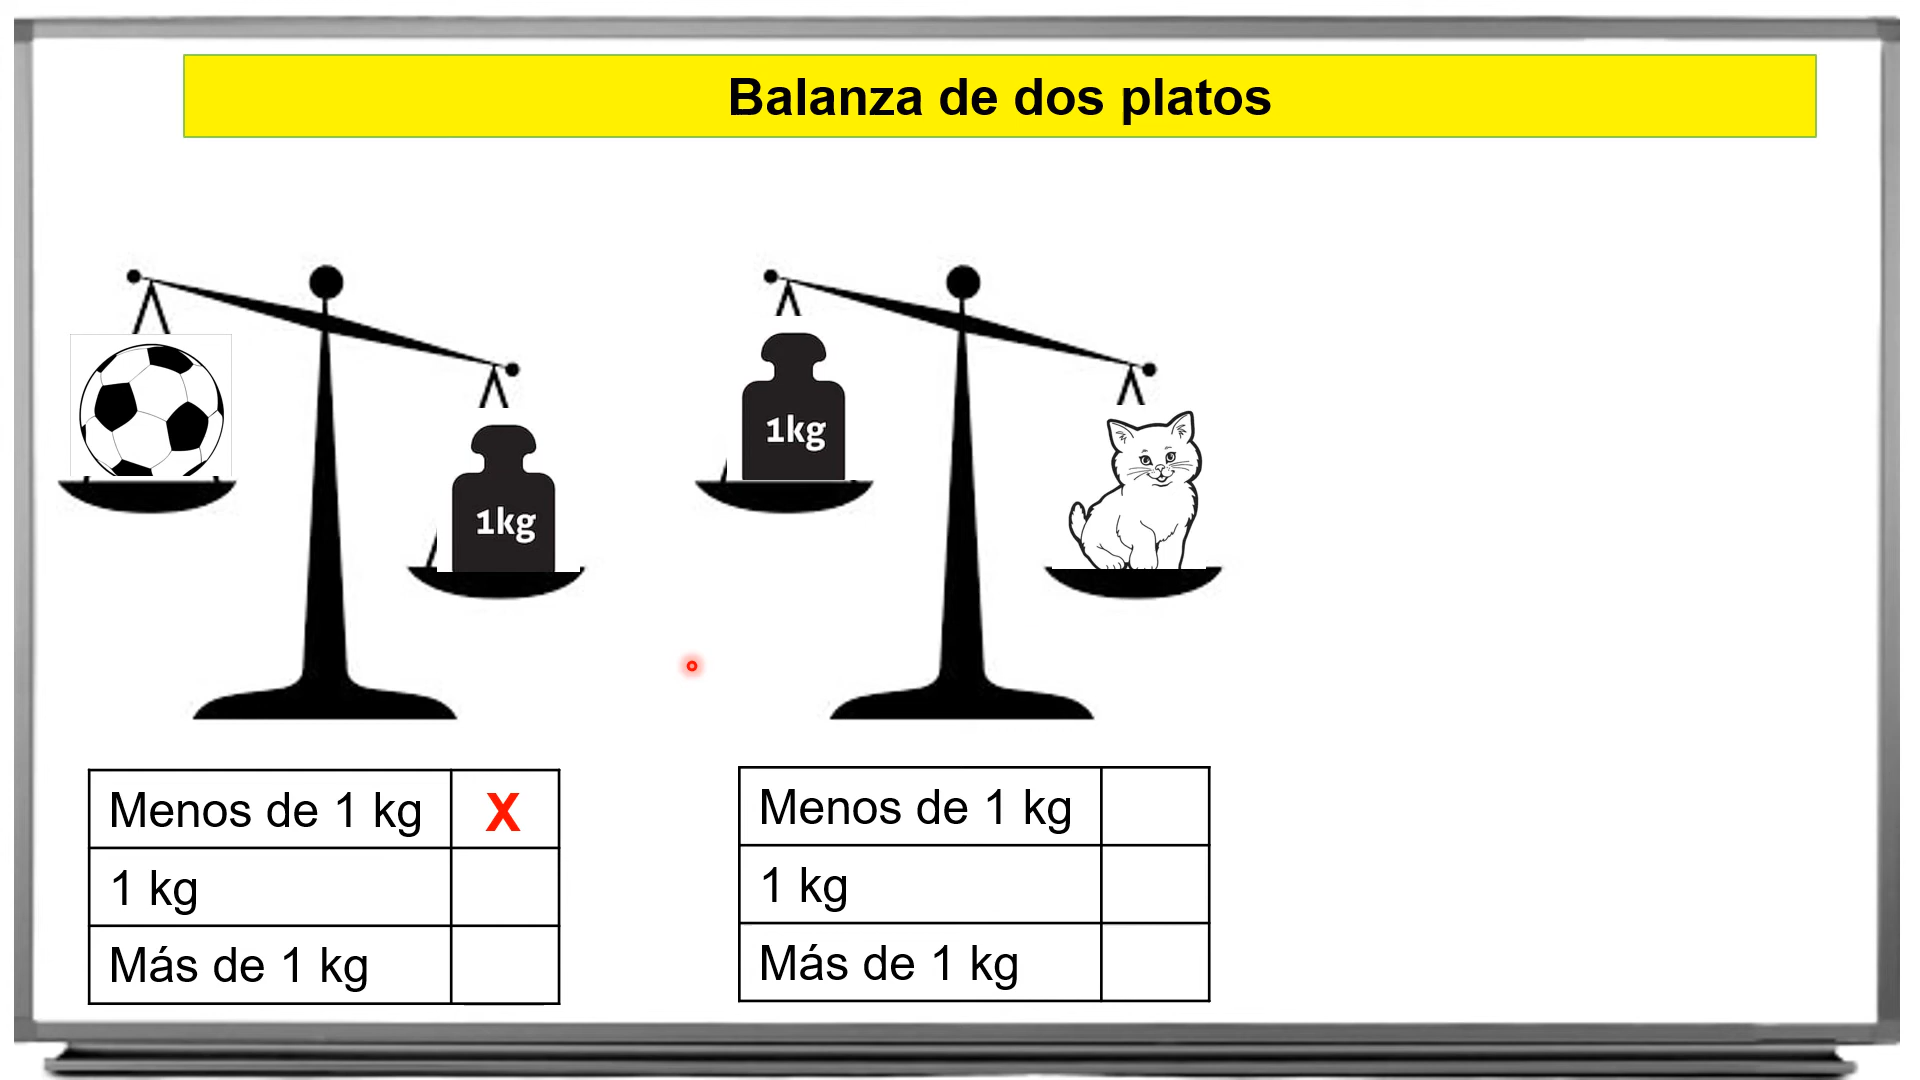 Balanza de dos platos
1kg
1kg
Menos de 1 kg X
1 kg
Más de 1 kg
Menos de 1 kg
1 kg
Más de 1 kg